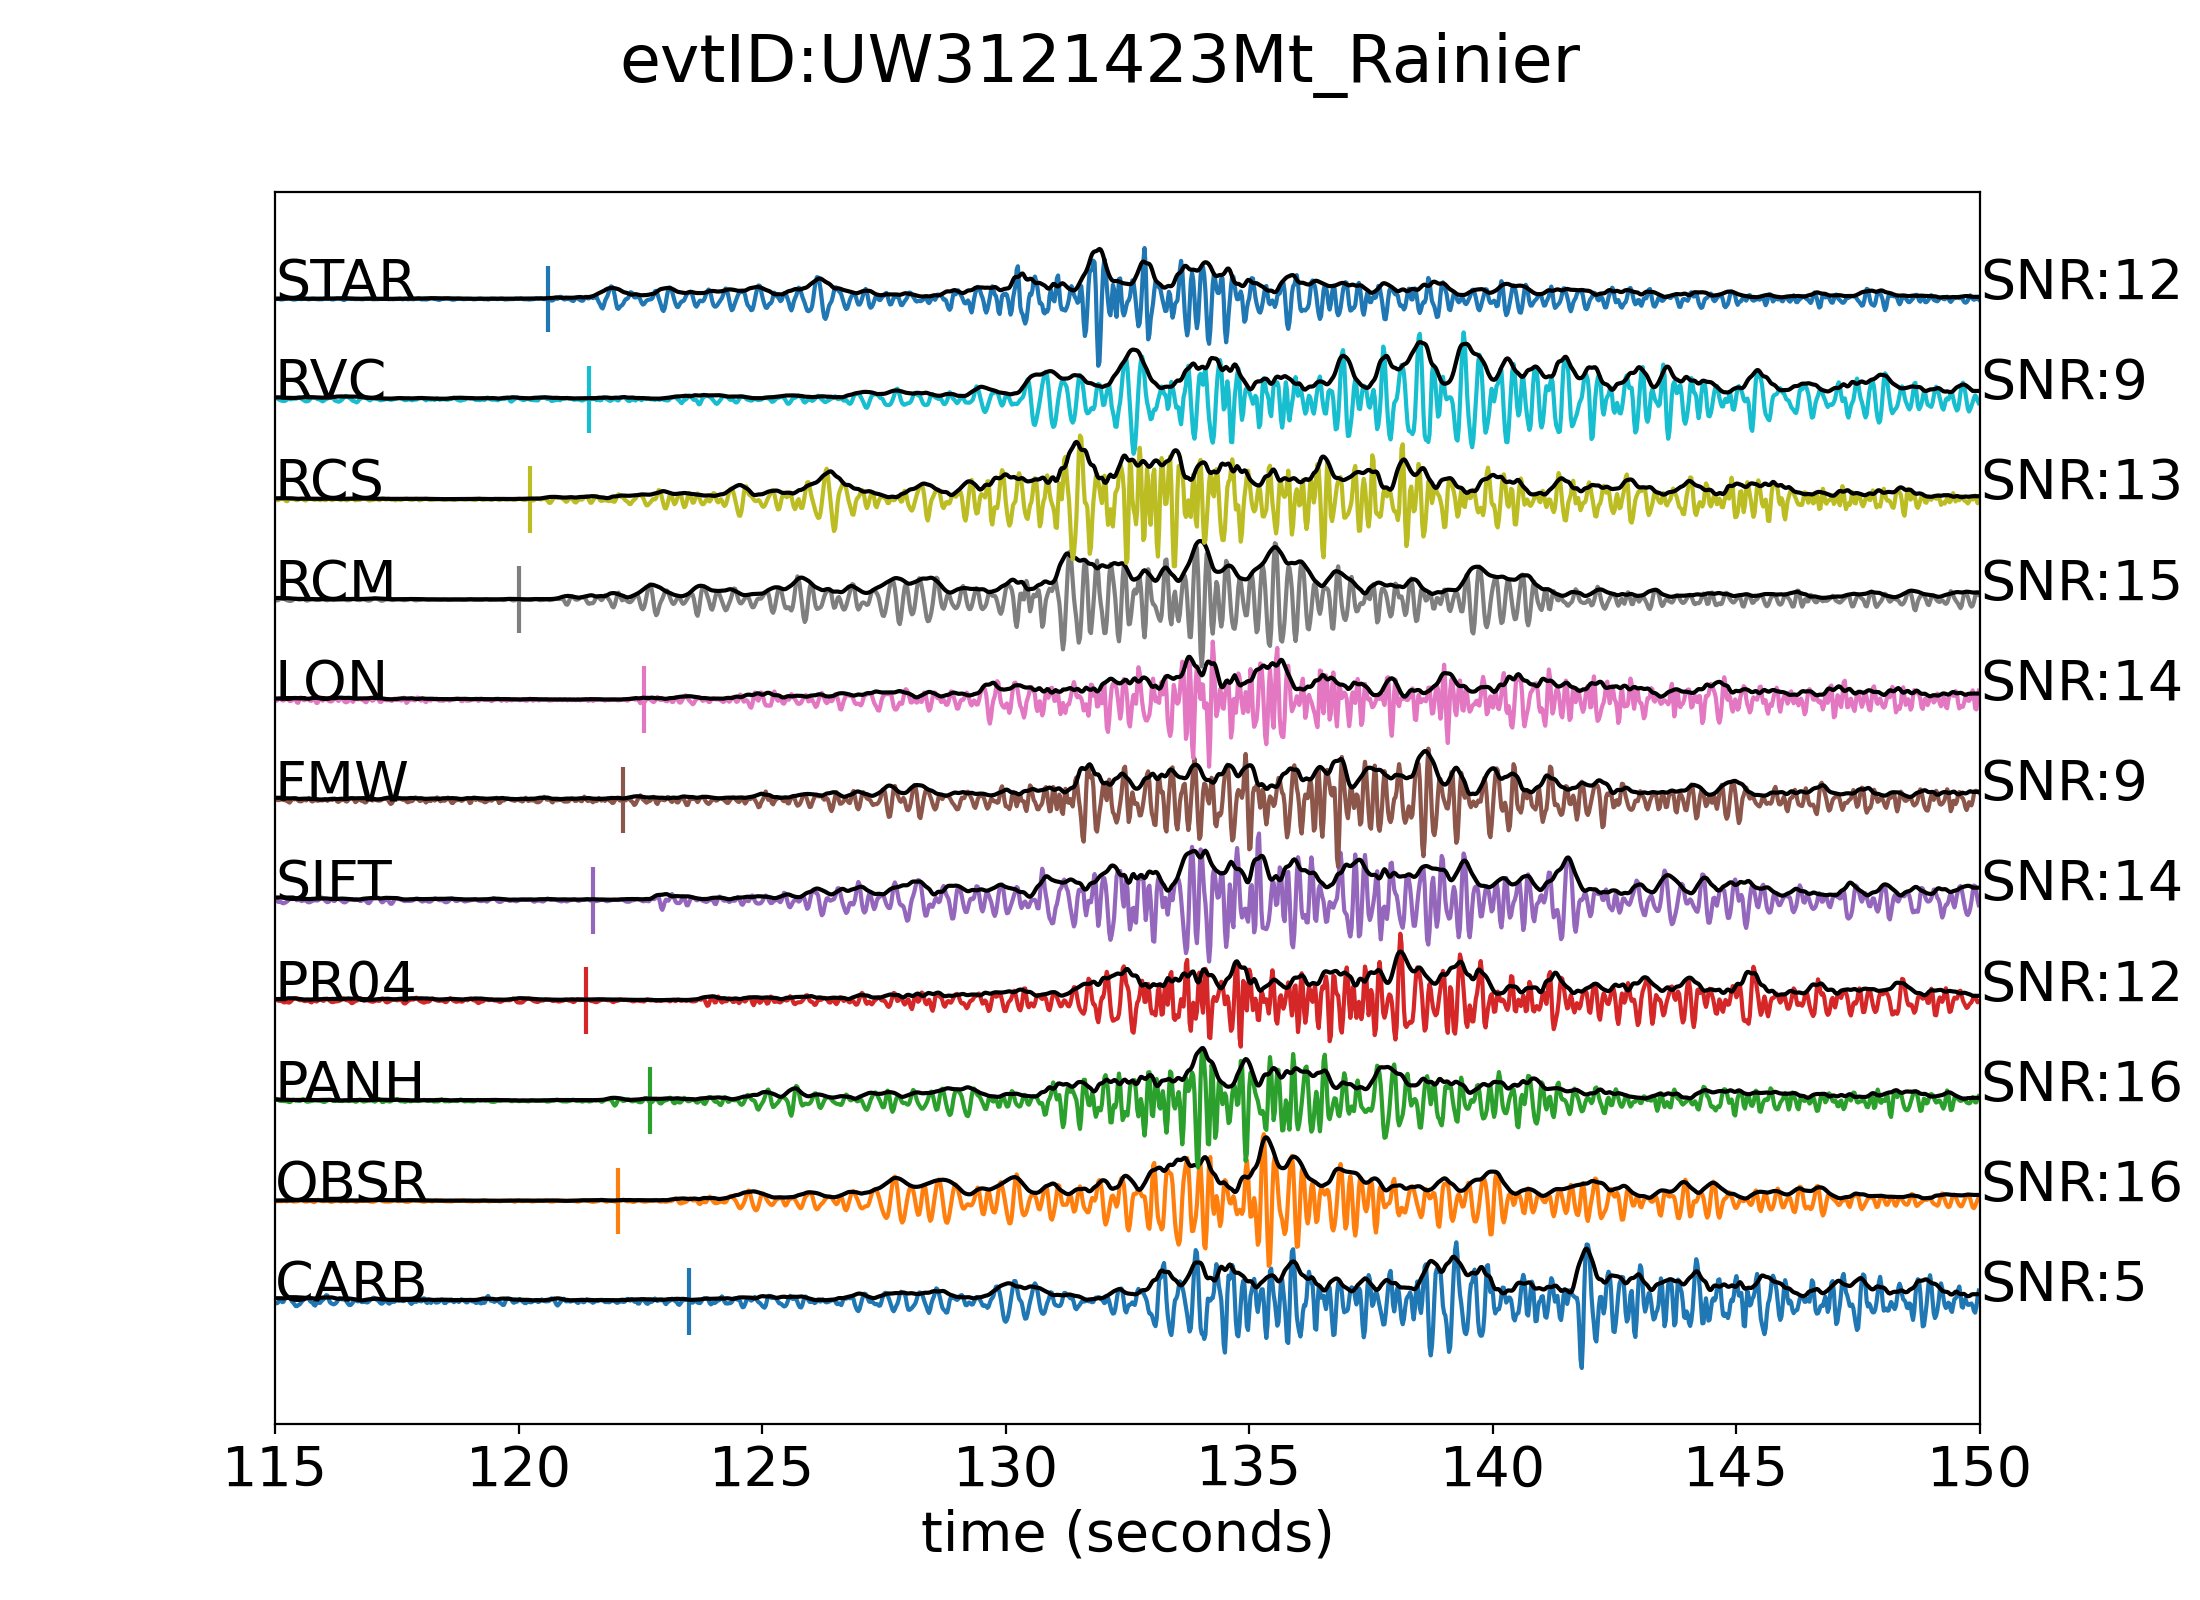 evtID:UW3121423Mt_Rainier
STAR SNR:12
RVC SNR:9
RCS SNR:13
RCM SNR:15
LON SNR:14
FMW SNR:9
SIFT SNR:14
PR04 SNR:12
PANH SNR:16
OBSR SNR:16
CARB SNR:5
115 120 125 130 135 140 145 150
time (seconds)